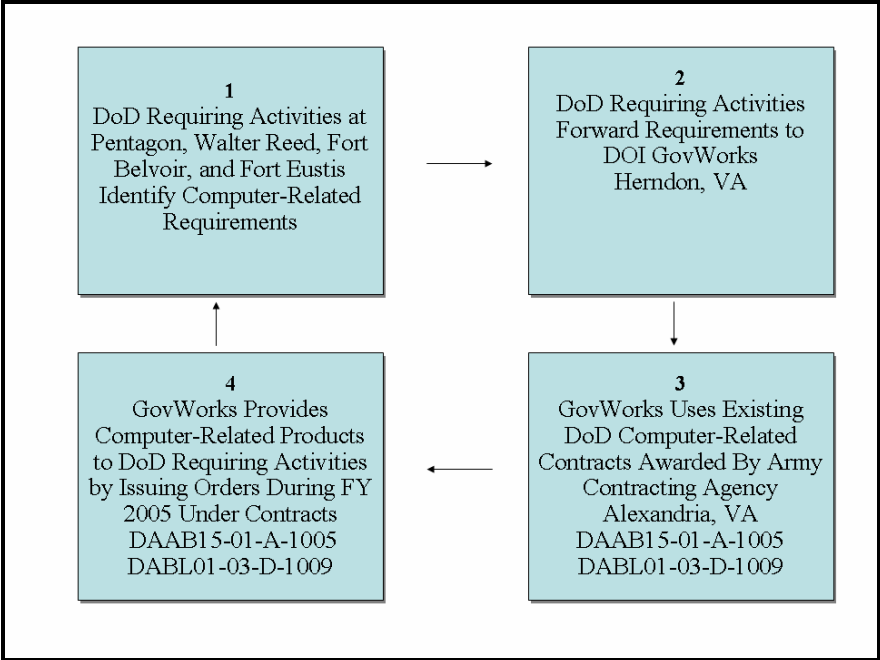 1
DoD Requiring Activities at
Pentagon, Walter Reed, Fort
Belvoir, and Fort Eustis
Identify Computer-Related
Requirements
2
DoD Requiring Activities
Forward Requirements to
DOI GovWorks
Herndon, VA
3
GovWorks Uses Existing
DoD Computer-Related
Contracts Awarded By Army
Contracting Agency
Alexandria, VA
DAAB15-01-A-1005
DABL01-03-D-1009
4
GovWorks Provides
Computer-Related Products
to DoD Requiring Activities
by Issuing Orders During FY
2005 Under Contracts
DAAB15-01-A-1005
DABL01-03-D-1009